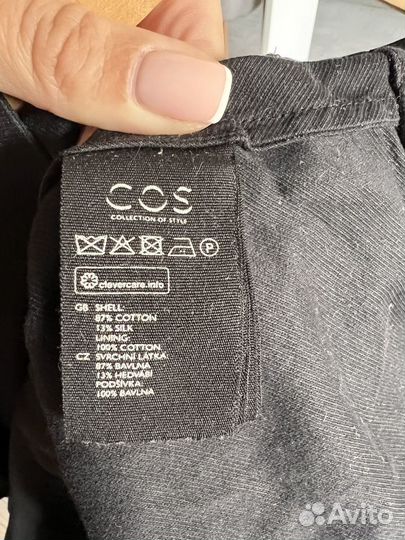 COS
COLLECTION OF STYLE
P
clevercare.info
GB SHELL:
87% COTTON
13% SILK
LINING:
100% COTTON
CZ SVRCHNI LÁTKA:
87% BAVLNA
13% HEDVÁBÍ
PODŠÍVKA:
100% BAVLNA
Avito